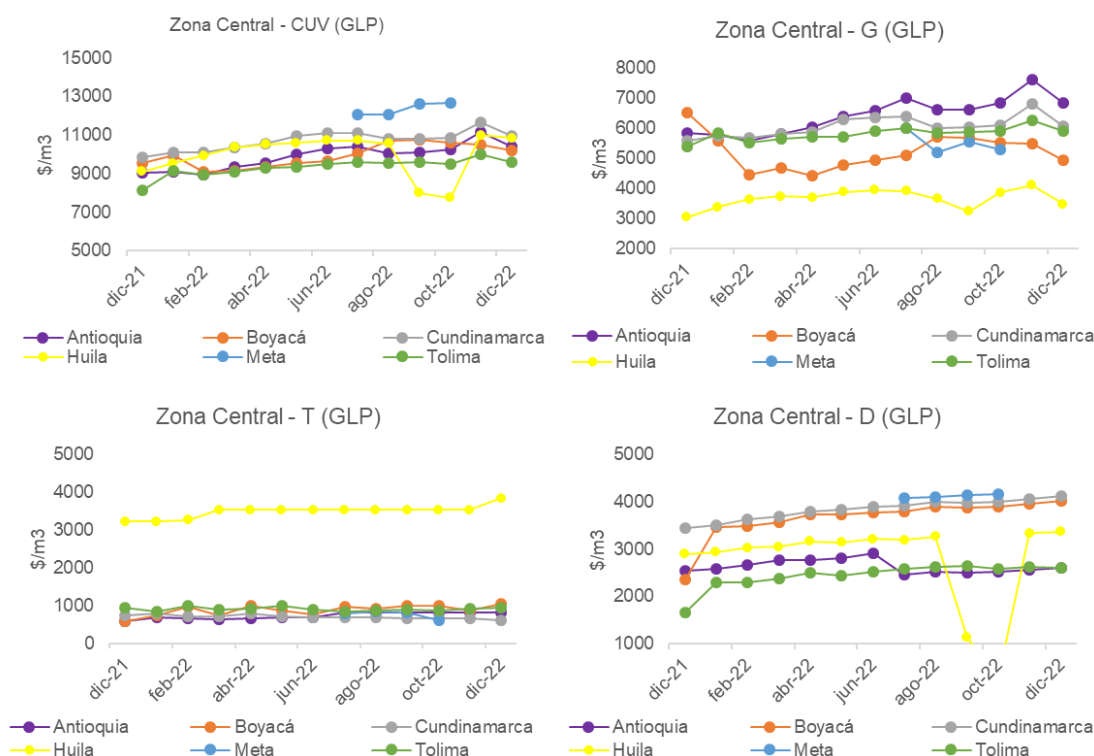 Zona Central - CUV (GLP)
$/m3
15000
13000
11000
9000
7000
5000
dic-21
feb-22
abr-22
jun-22
ago-22
oct-22
dic-22
Antioquia Boyacá Cundinamarca
Huila Meta Tolima
Zona Central - G (GLP)
$/m3
8000
7000
6000
5000
4000
3000
2000
dic-21
feb-22
abr-22
jun-22
ago-22
oct-22
dic-22
Antioquia Boyacá Cundinamarca
Huila Meta Tolima
Zona Central - T (GLP)
$/m3
5000
4000
3000
2000
1000
0
dic-21
feb-22
abr-22
jun-22
ago-22
oct-22
dic-22
Antioquia Boyacá Cundinamarca
Huila Meta Tolima
Zona Central - D (GLP)
$/m3
5000
4000
3000
2000
1000
dic-21
feb-22
abr-22
jun-22
ago-22
oct-22
dic-22
Antioquia Boyacá Cundinamarca
Huila Meta Tolima